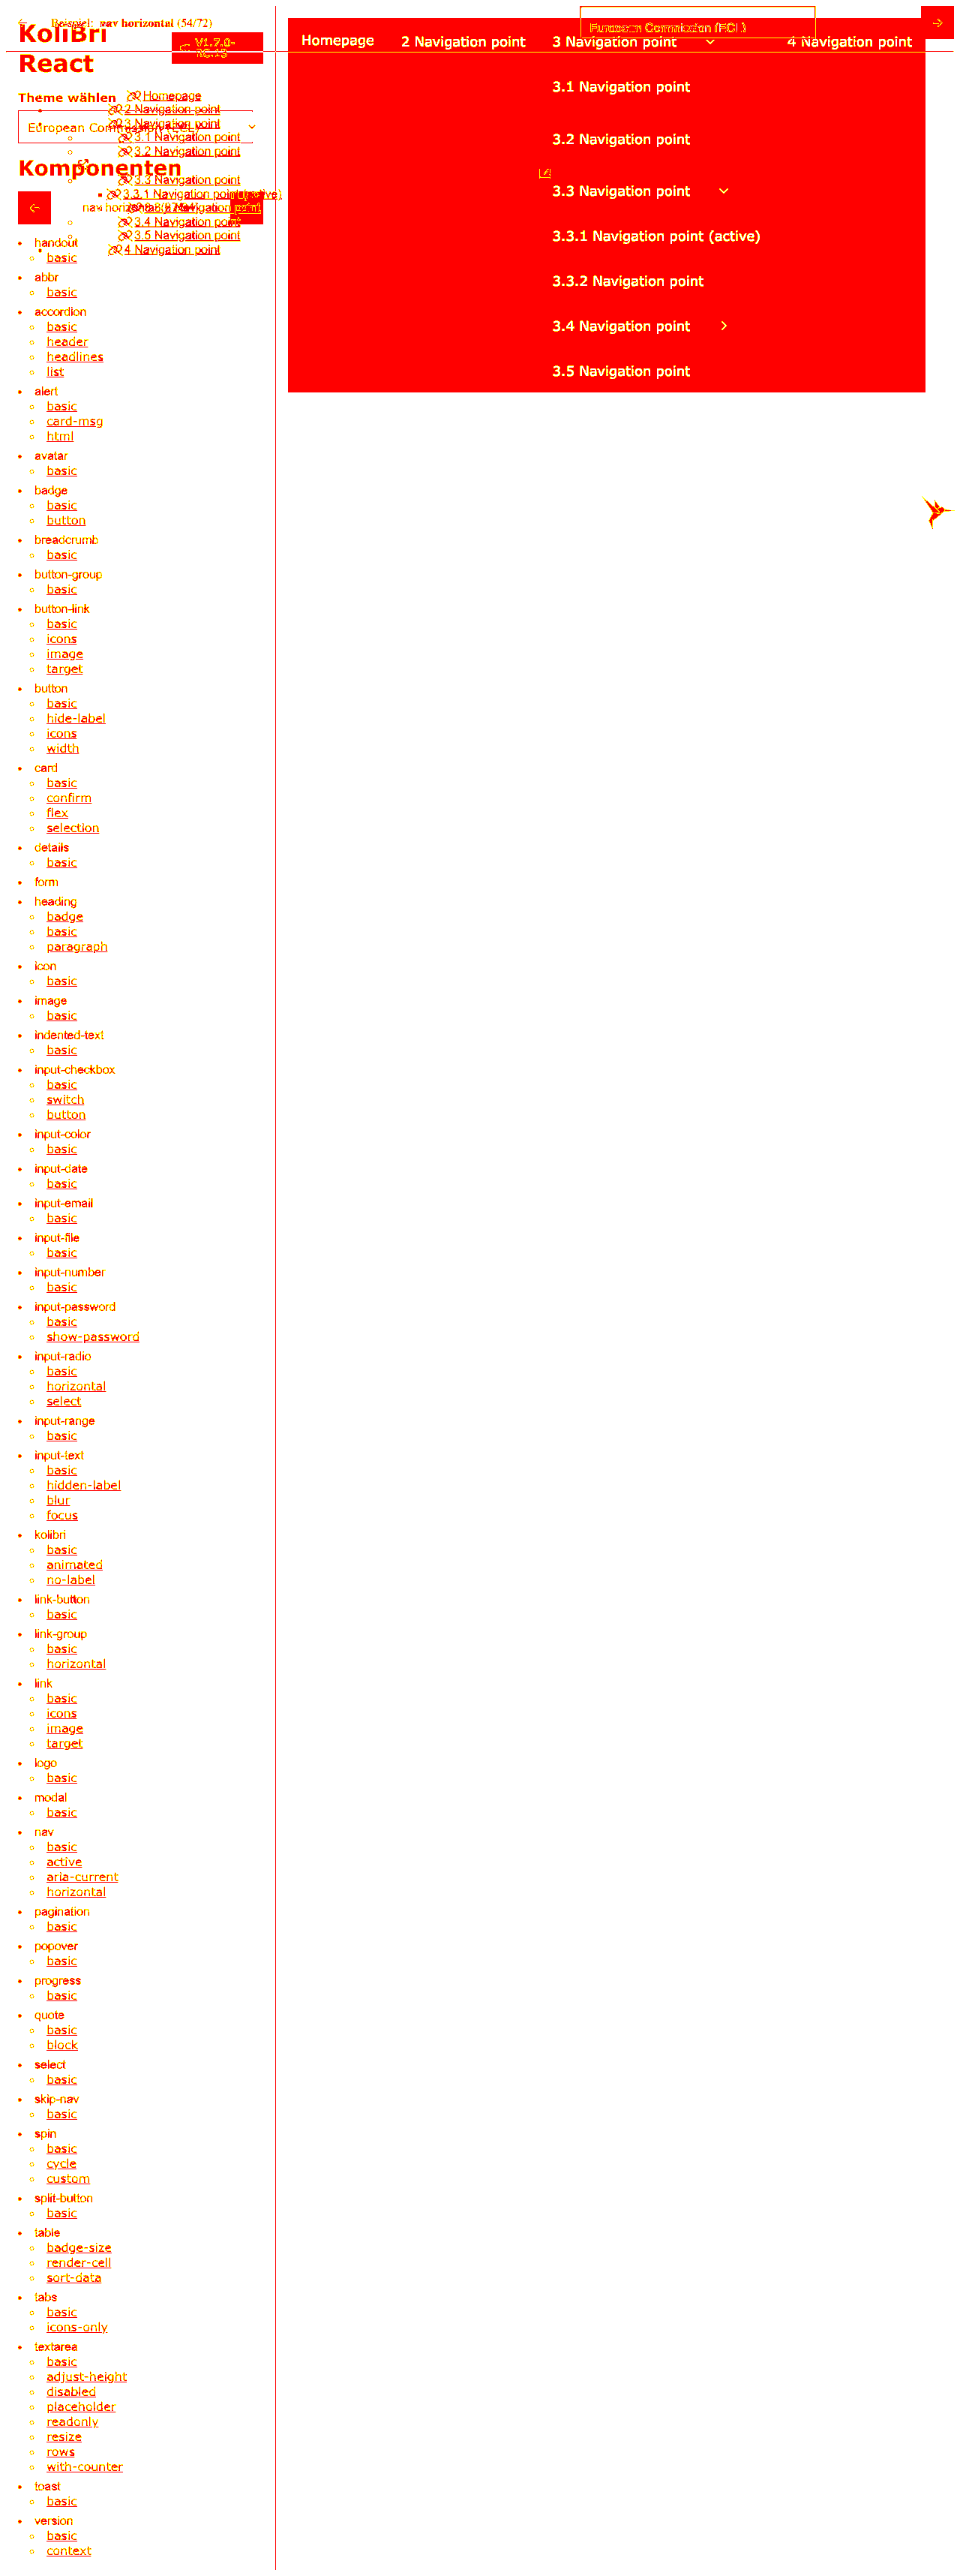 Beispiel: nav horizontal (54/72)
KoliBri
React
Theme wählen
European Commission (ECL)
Homepage
2 Navigation point
3 Navigation point
3.1 Navigation point
3.2 Navigation point
3.3 Navigation point
3.3.1 Navigation point (active)
3.4 Navigation point
3.5 Navigation point
4 Navigation point
Komponenten
nav horizontal
handout
basic
abbr
basic
accordion
basic
header
headlines
list
alert
basic
card-msg
html
avatar
basic
badge
basic
button
breadcrumb
basic
button-group
basic
button-link
basic
icons
image
target
button
basic
hide-label
icons
width
card
basic
confirm
flex
selection
details
basic
form
heading
badge
basic
paragraph
icon
basic
image
basic
indented-text
basic
input-checkbox
basic
switch
button
input-color
basic
input-date
basic
input-email
basic
input-file
basic
input-number
basic
input-password
basic
show-password
input-radio
basic
horizontal
select
input-range
basic
input-text
basic
hidden-label
blur
focus
kolibri
basic
animated
no-label
link-button
basic
link-group
basic
horizontal
link
basic
icons
image
target
logo
basic
modal
basic
nav
basic
active
aria-current
horizontal
pagination
basic
popover
basic
progress
basic
quote
basic
block
select
basic
skip-nav
basic
spin
basic
cycle
custom
split-button
basic
table
badge-size
render-cell
sort-data
tabs
basic
icons-only
textarea
basic
adjust-height
disabled
placeholder
readonly
resize
rows
with-counter
toast
basic
version
basic
context
European Commission (ECL)
Homepage 2 Navigation point 3 Navigation point 4 Navigation point
3.1 Navigation point
3.2 Navigation point
3.3 Navigation point
3.3.1 Navigation point (active)
3.3.2 Navigation point
3.4 Navigation point
3.5 Navigation point